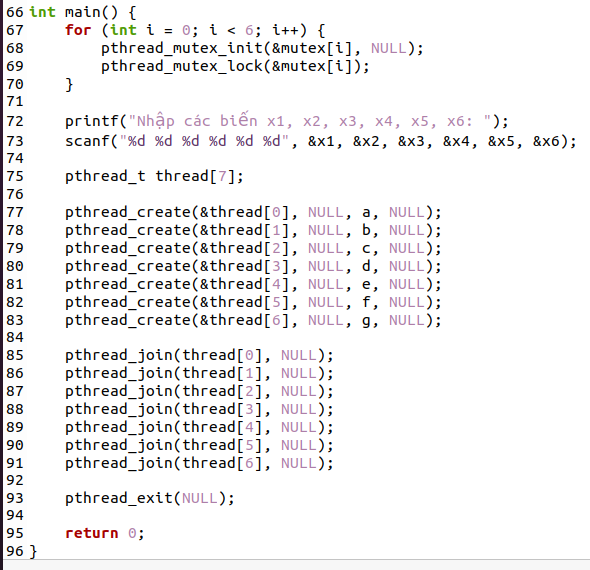 66 int main() {
67     for (int i = 0; i < 6; i++) {
68         pthread_mutex_init(&mutex[i], NULL);
69         pthread_mutex_lock(&mutex[i]);
70     }
71
72     printf("Nhập các biến x1, x2, x3, x4, x5, x6: ");
73     scanf("%d %d %d %d %d %d", &x1, &x2, &x3, &x4, &x5, &x6);
74
75     pthread_t thread[7];
76
77     pthread_create(&thread[0], NULL, a, NULL);
78     pthread_create(&thread[1], NULL, b, NULL);
79     pthread_create(&thread[2], NULL, c, NULL);
80     pthread_create(&thread[3], NULL, d, NULL);
81     pthread_create(&thread[4], NULL, e, NULL);
82     pthread_create(&thread[5], NULL, f, NULL);
83     pthread_create(&thread[6], NULL, g, NULL);
84
85     pthread_join(thread[0], NULL);
86     pthread_join(thread[1], NULL);
87     pthread_join(thread[2], NULL);
88     pthread_join(thread[3], NULL);
89     pthread_join(thread[4], NULL);
90     pthread_join(thread[5], NULL);
91     pthread_join(thread[6], NULL);
92
93     pthread_exit(NULL);
94
95     return 0;
96 }